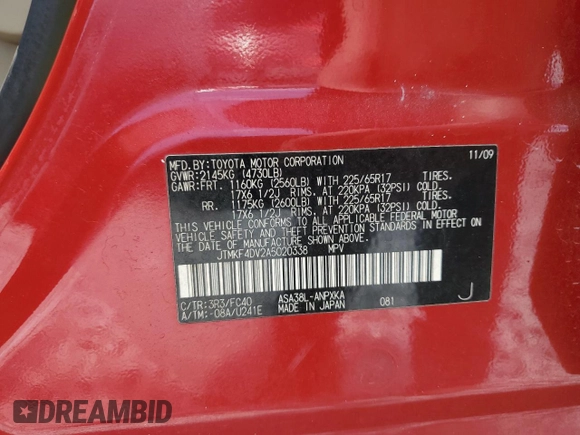 MFD.BY:TOYOTA MOTOR CORPORATION 11/09
GVWR:2145KG (4730LB)
GAWR:FRT. 1160KG (2560LB) WITH 225/65R17 TIRES.
17X6 1/2J RIMS. AT 220KPA (32PSI) COLD.
RR. 1175KG (2600LB) WITH 225/65R17 TIRES.
17X6 1/2J RIMS. AT 220KPA (32PSI) COLD.
THIS VEHICLE CONFORMS TO ALL APPLICABLE FEDERAL MOTOR
VEHICLE SAFETY AND THEFT PREVENTION STANDARDS IN EFFECT ON
THE DATE OF MANUFACTURE SHOWN ABOVE.
JTMKF4DV2A5020338 MPV
C/TR:3R3/FC40 ASA38L-ANPXKA 081 J
A/TM:-08A/U241E MADE IN JAPAN
DREAMBID